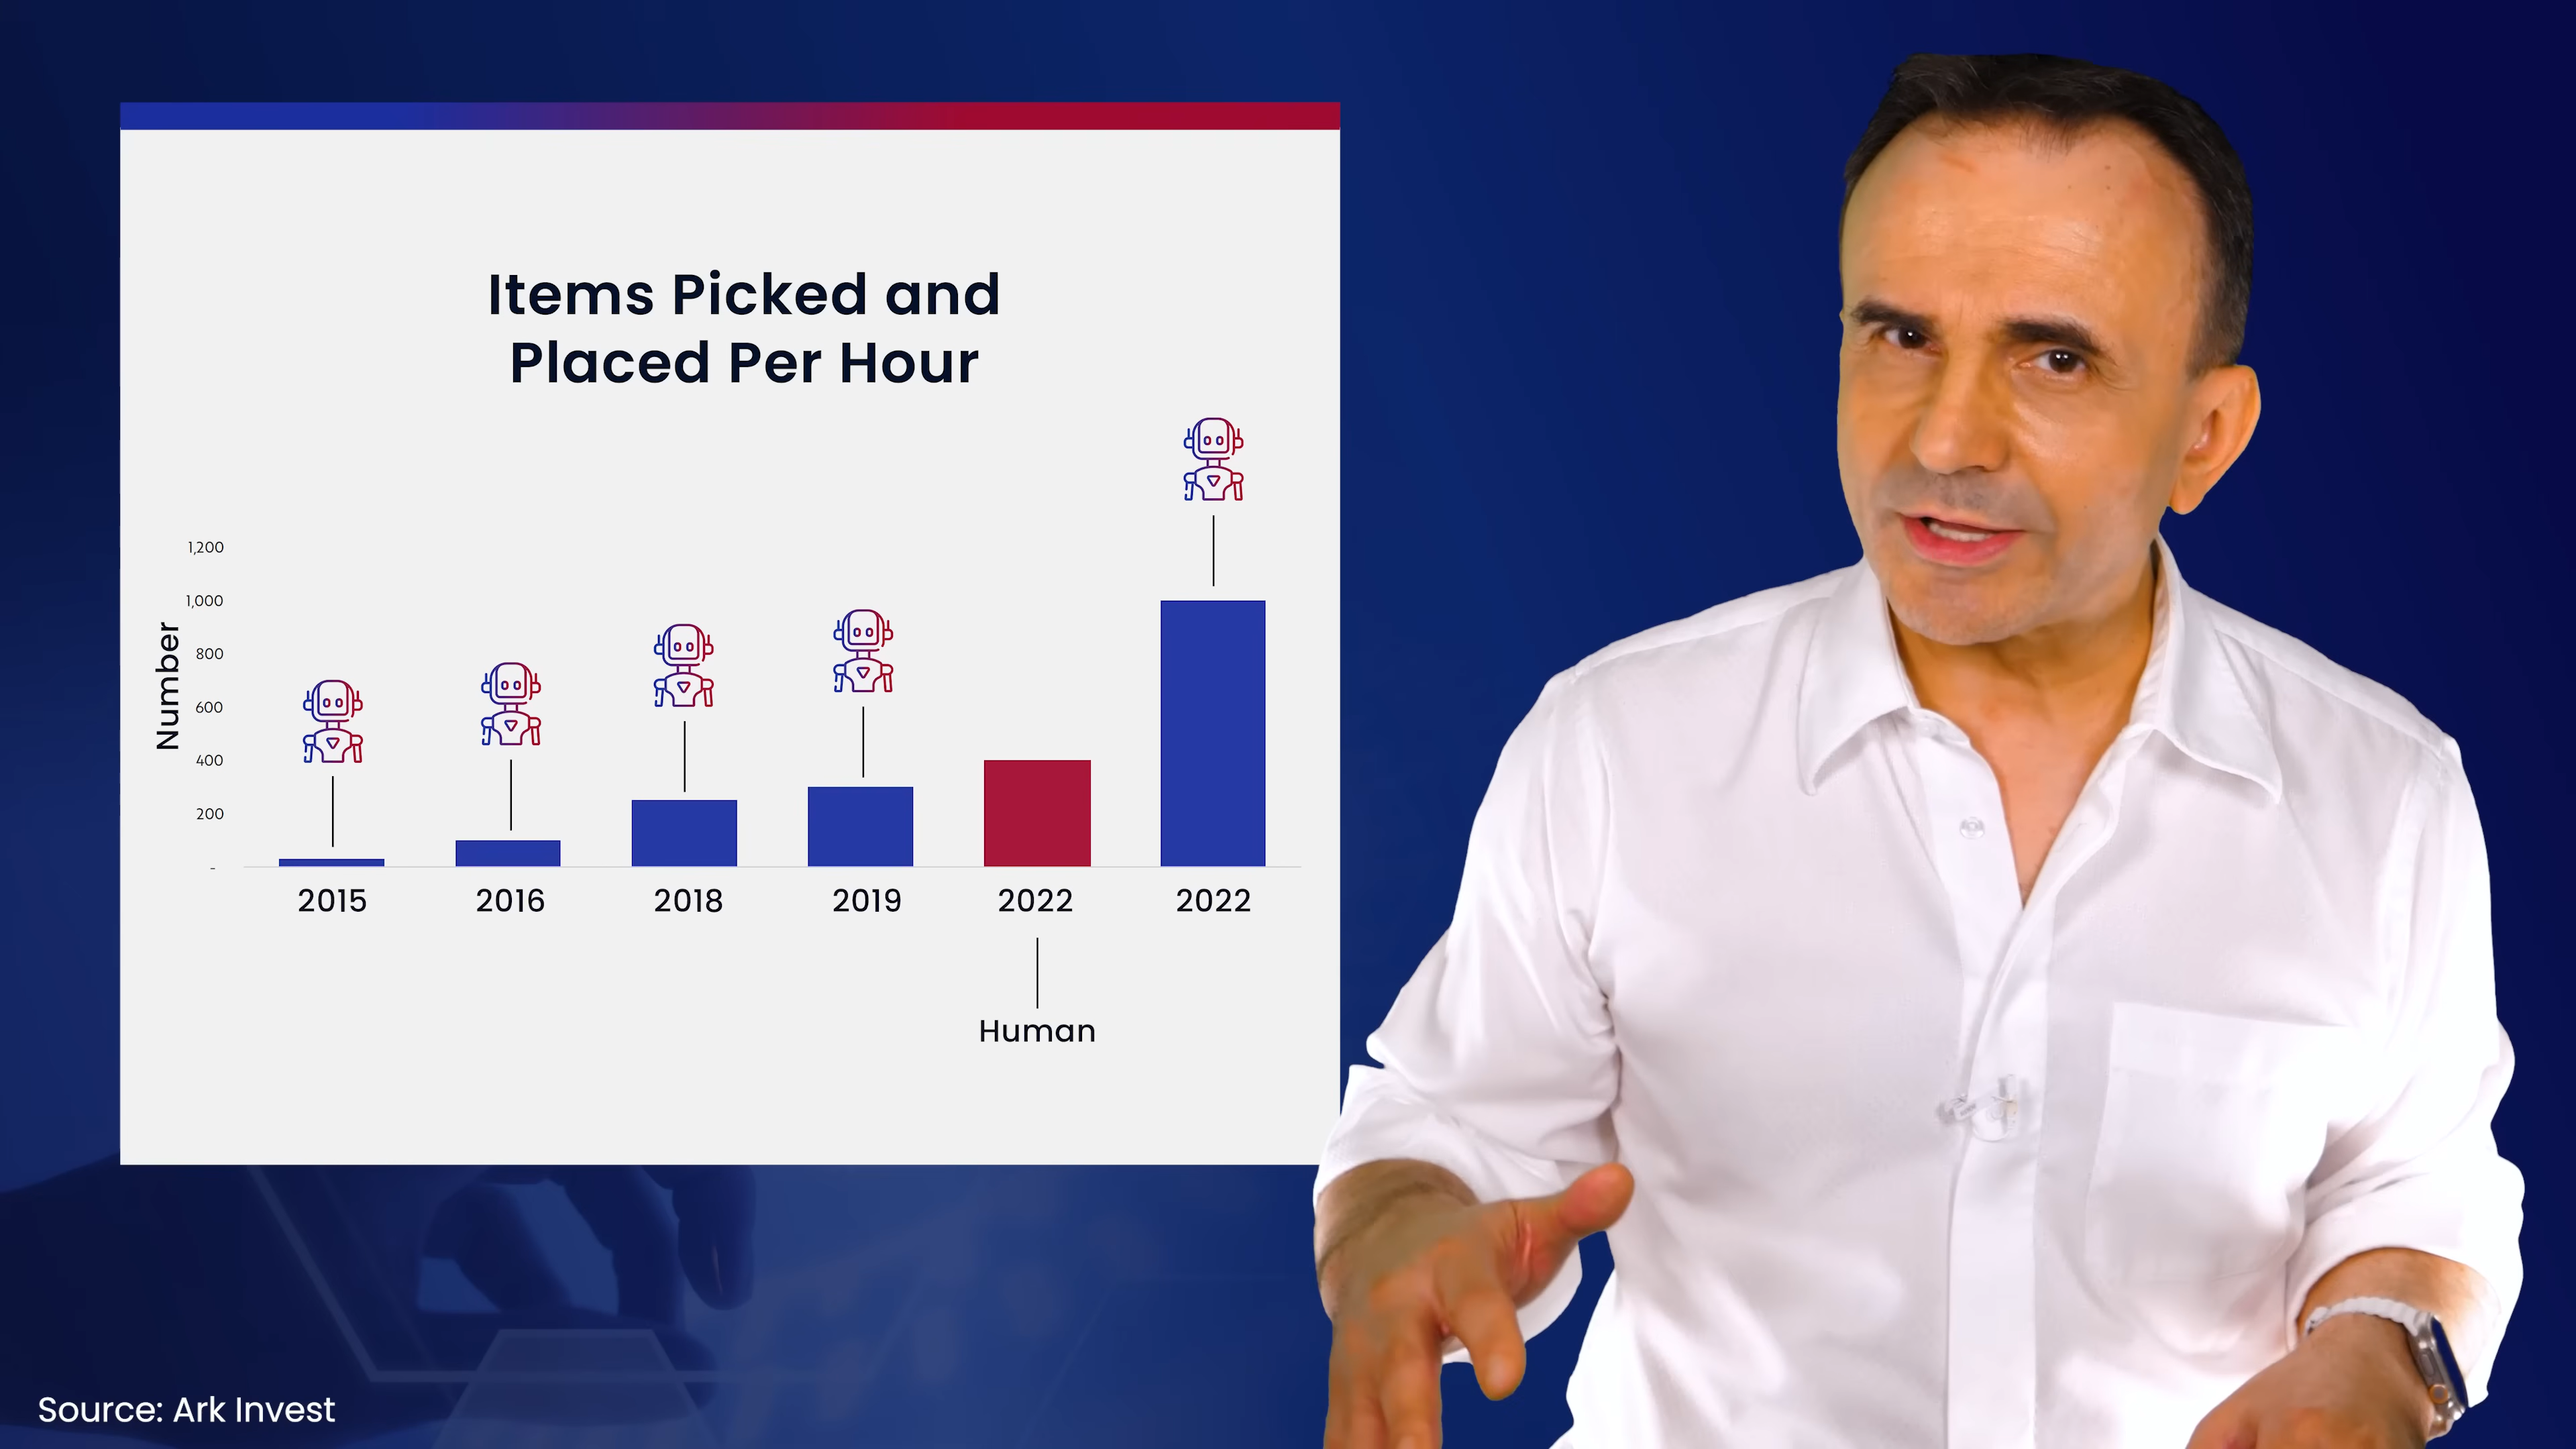 Items Picked and
Placed Per Hour
Number
1,200
1,000
800
600
400
200
-
2015 2016 2018 2019 2022 2022
Human
Source: Ark Invest